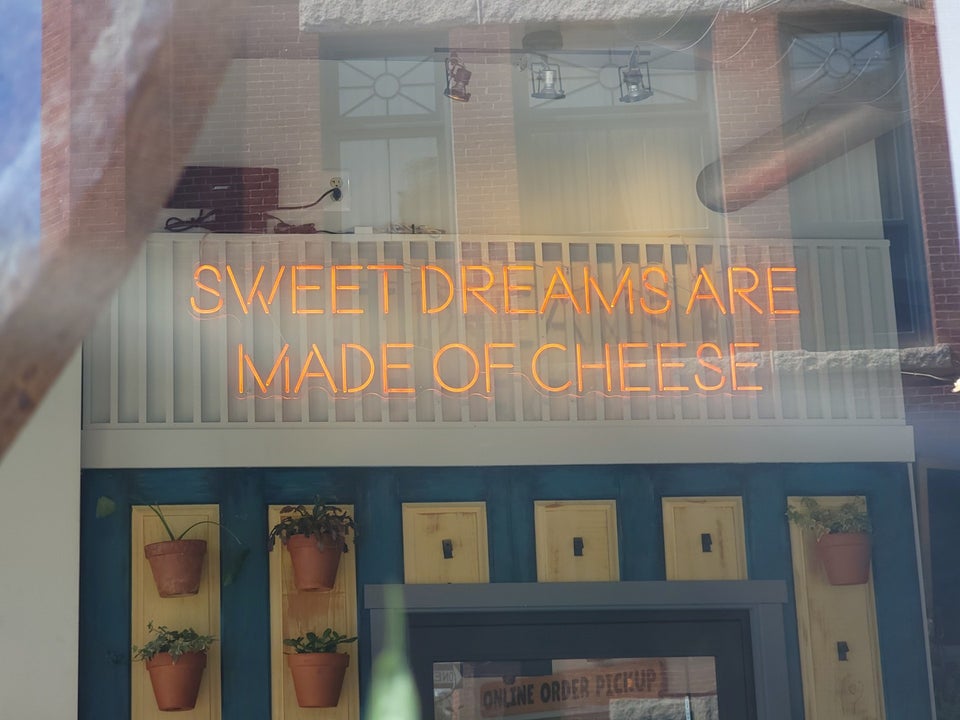 SWEET DREAMS ARE
MADE OF CHEESE
ONLINE ORDER PICKUP